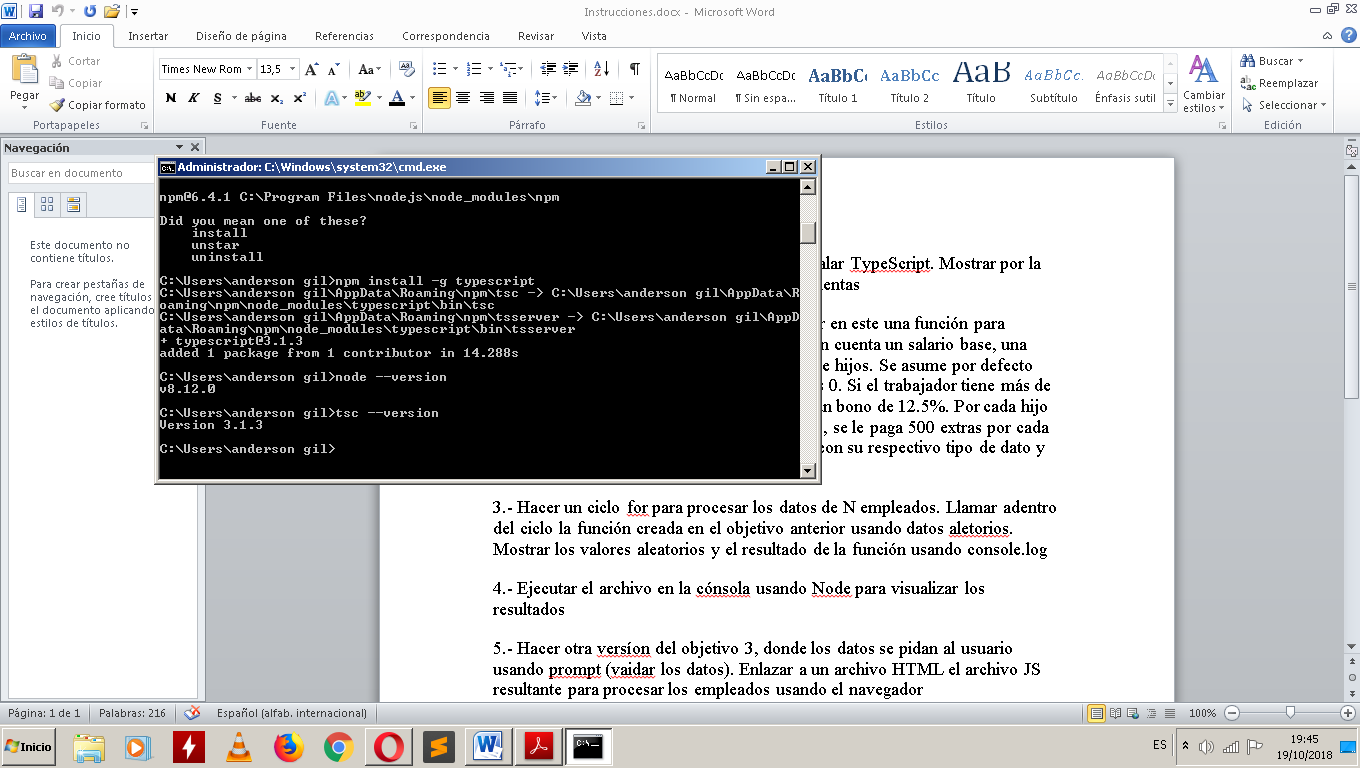 Instrucciones.docx - Microsoft Word
Archivo Inicio Insertar Diseño de página Referencias Correspondencia Revisar Vista
Pegar
Cortar
Copiar
Copiar formato
Portapapeles
Times New Rom 13,5
N K S abc x₂ x²
Fuente
Párrafo
AaBbCcDc AaBbCcDc AaBbC AaBbCc AaB AaBbCc. AaBbCcDc
¶ Normal ¶ Sin espa... Título 1 Título 2 Título Subtítulo Énfasis sutil
Cambiar
estilos
Estilos
Buscar
Reemplazar
Seleccionar
Edición
Navegación
Buscar en documento
Este documento no
contiene títulos.
Para crear pestañas de
navegación, cree títulos
el documento aplicando
estilos de títulos.
Administrador: C:\Windows\system32\cmd.exe
npm@6.4.1 C:\Program Files\nodejs\node_modules\npm
Did you mean one of these?
install
unstar
uninstall
C:\Users\anderson gil>npm install -g typescript
C:\Users\anderson gil\AppData\Roaming\npm\tsc -> C:\Users\anderson gil\AppData\R
oaming\npm\node_modules\typescript\bin\tsc
C:\Users\anderson gil\AppData\Roaming\npm\tsserver -> C:\Users\anderson gil\AppD
ata\Roaming\npm\node_modules\typescript\bin\tsserver
+ typescript@3.1.3
added 1 package from 1 contributor in 14.288s
C:\Users\anderson gil>node --version
v8.12.0
C:\Users\anderson gil>tsc --version
Version 3.1.3
C:\Users\anderson gil>
alar TypeScript. Mostrar por la
ientas
r en este una función para
n cuenta un salario base, una
e hijos. Se asume por defecto
s 0. Si el trabajador tiene más de
ın bono de 12.5%. Por cada hijo
, se le paga 500 extras por cada
con su respectivo tipo de dato y
3.- Hacer un ciclo for para procesar los datos de N empleados. Llamar adentro
del ciclo la función creada en el objetivo anterior usando datos aletorios.
Mostrar los valores aleatorios y el resultado de la función usando console.log
4.- Ejecutar el archivo en la cónsola usando Node para visualizar los
resultados
5.- Hacer otra versíon del objetivo 3, donde los datos se pidan al usuario
usando prompt (vaidar los datos). Enlazar a un archivo HTML el archivo JS
resultante para procesar los empleados usando el navegador
Página: 1 de 1 Palabras: 216 Español (alfab. internacional) 100%
Inicio
ES
19:45
19/10/2018